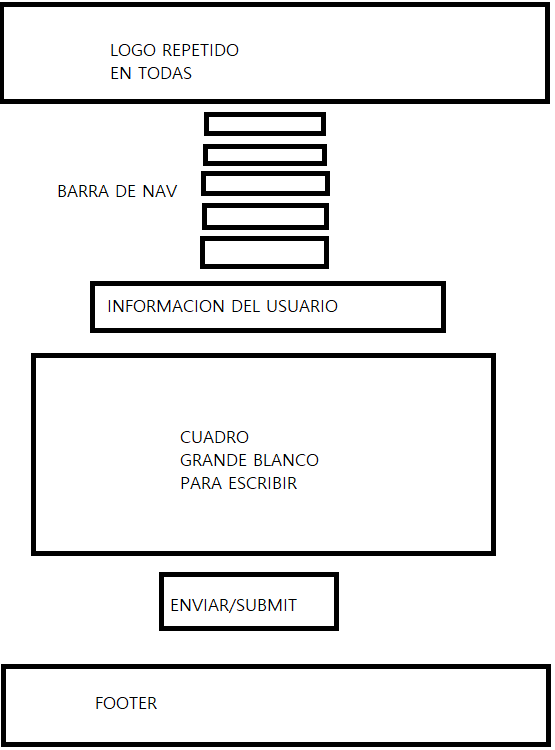 LOGO REPETIDO
EN TODAS
BARRA DE NAV
INFORMACION DEL USUARIO
CUADRO
GRANDE BLANCO
PARA ESCRIBIR
ENVIAR/SUBMIT
FOOTER